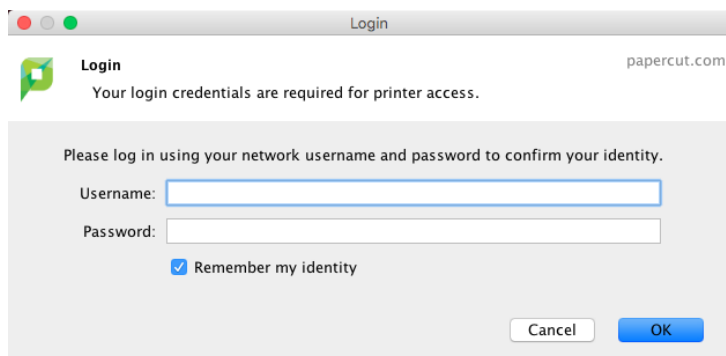 Login
Login
papercut.com
Your login credentials are required for printer access.
Please log in using your network username and password to confirm your identity.
Username:
Password:
Remember my identity
Cancel OK